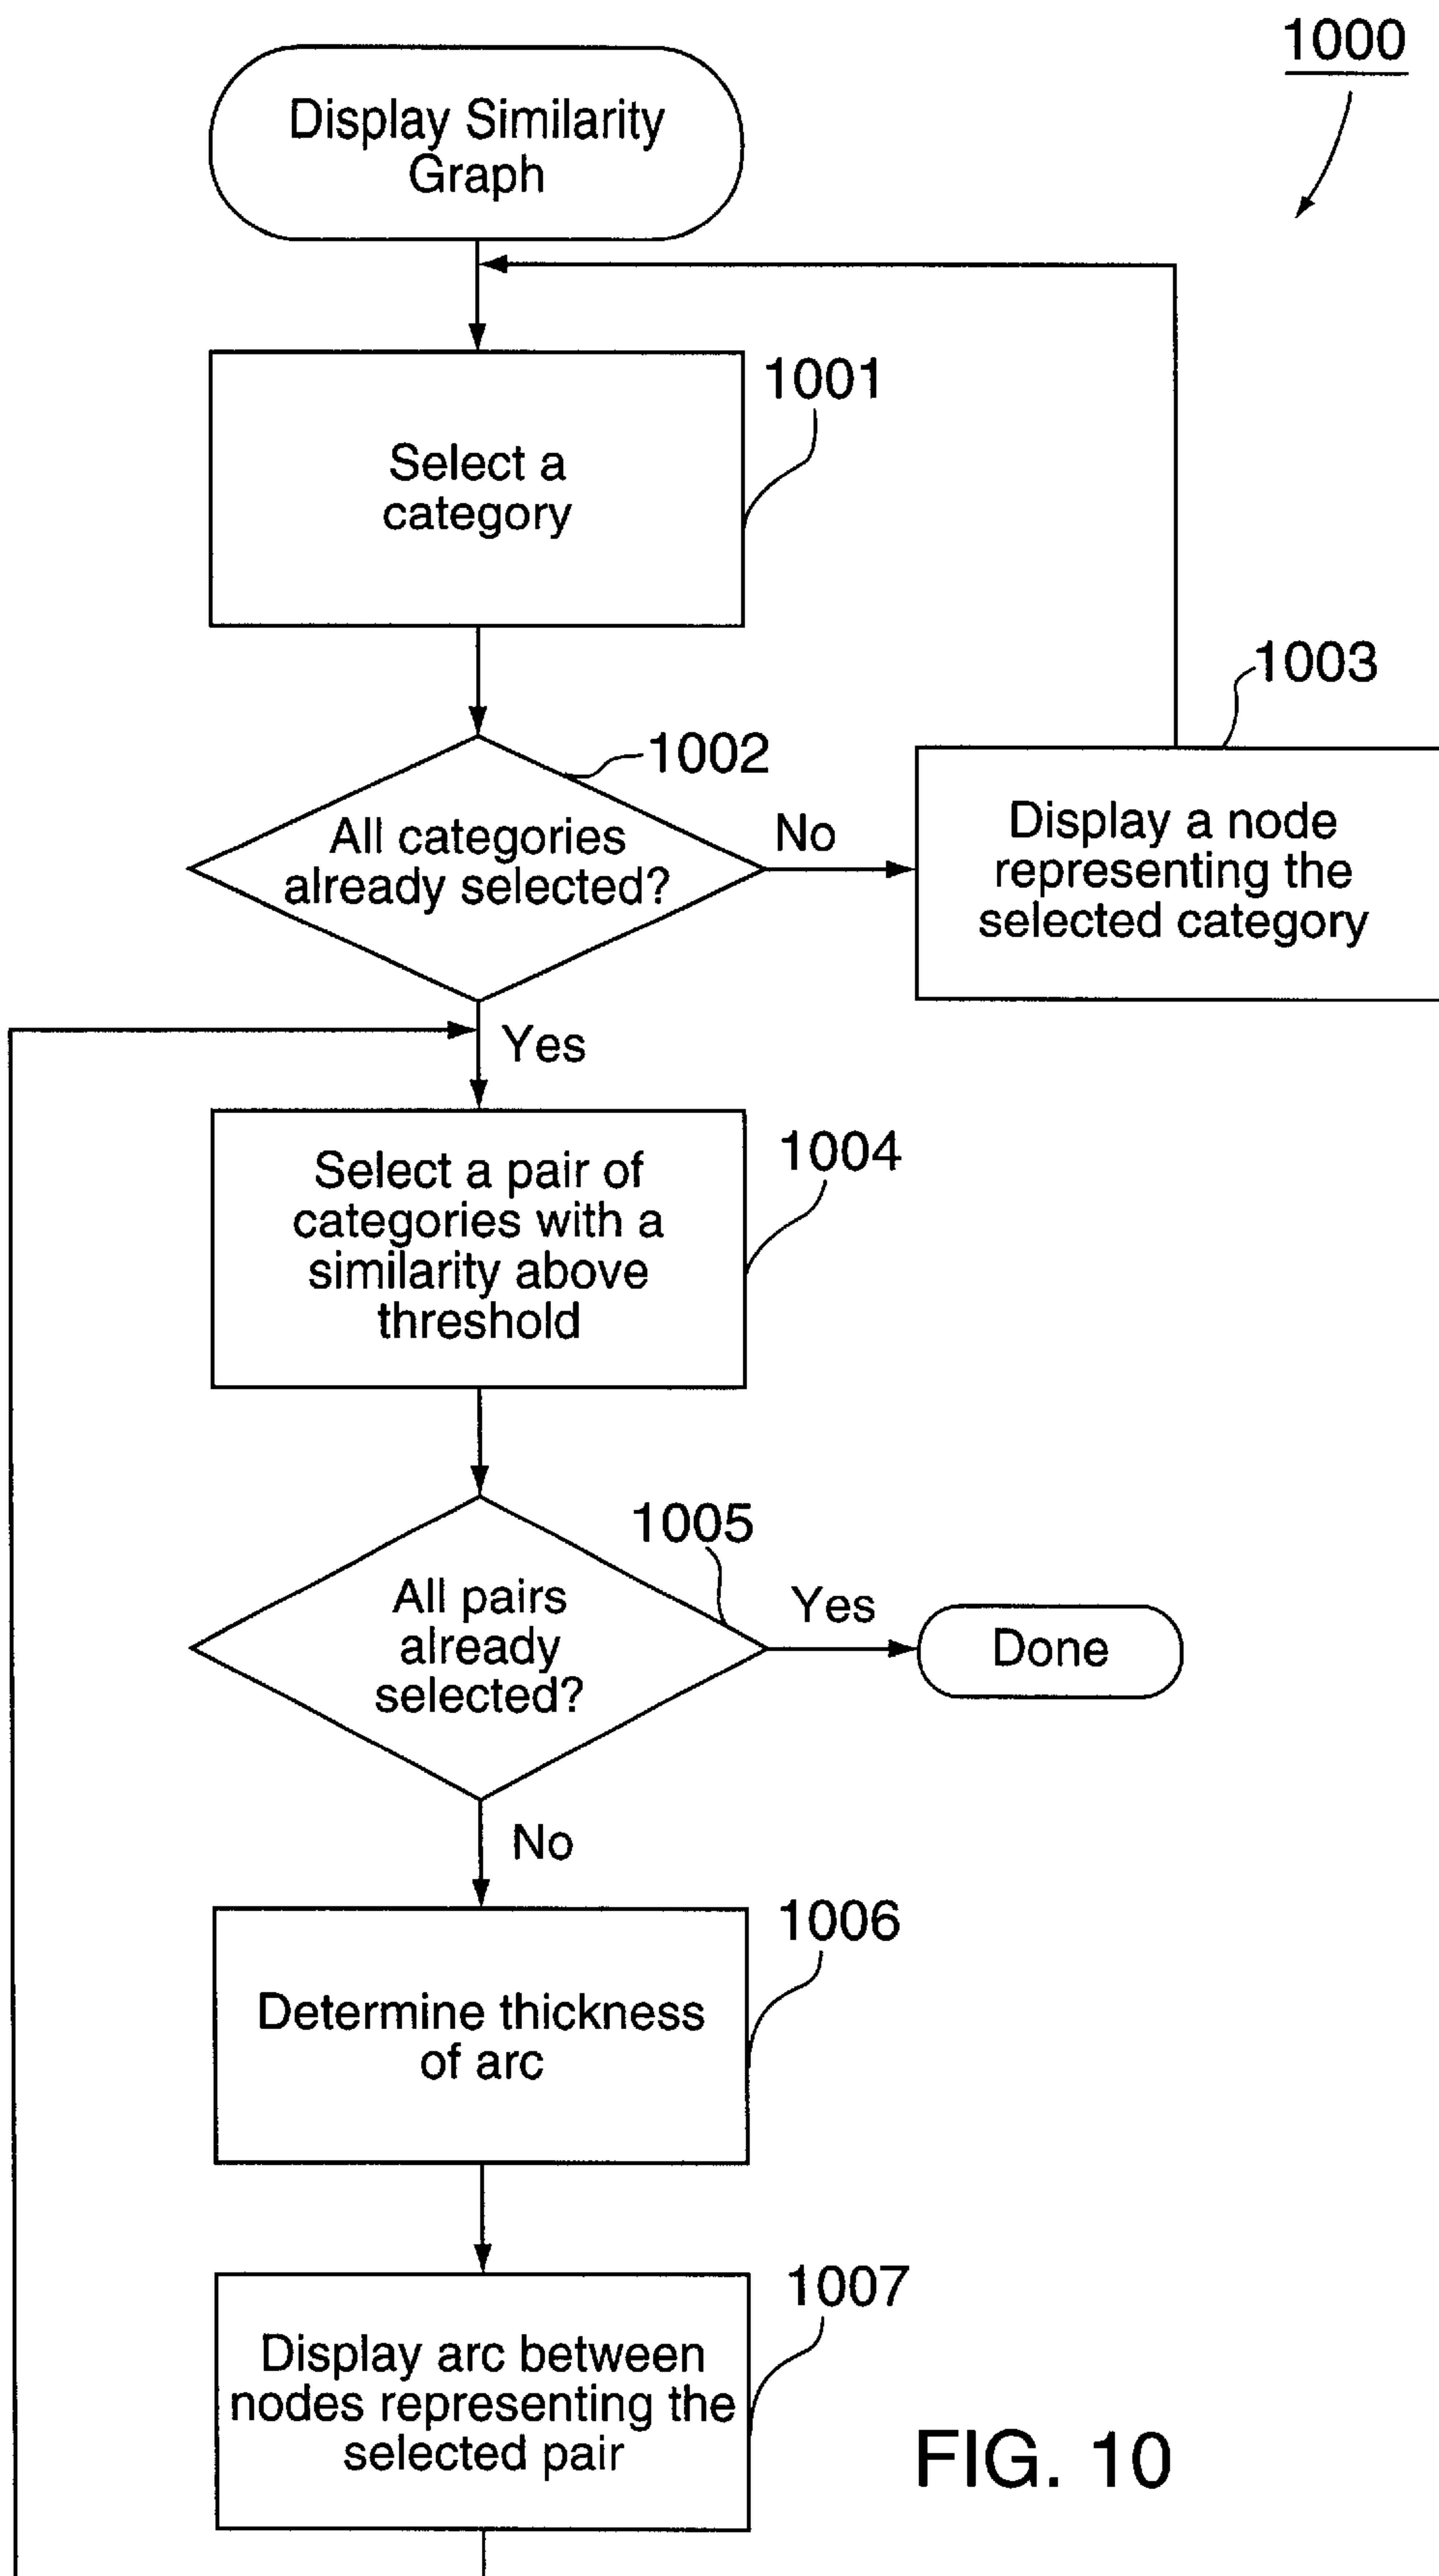 1000
Display Similarity
Graph
1001
Select a
category
1002
All categories
already selected?
No
1003
Display a node
representing the
selected category
Yes
1004
Select a pair of
categories with a
similarity above
threshold
1005
All pairs
already
selected?
Yes
Done
No
1006
Determine thickness
of arc
1007
Display arc between
nodes representing the
selected pair
FIG. 10